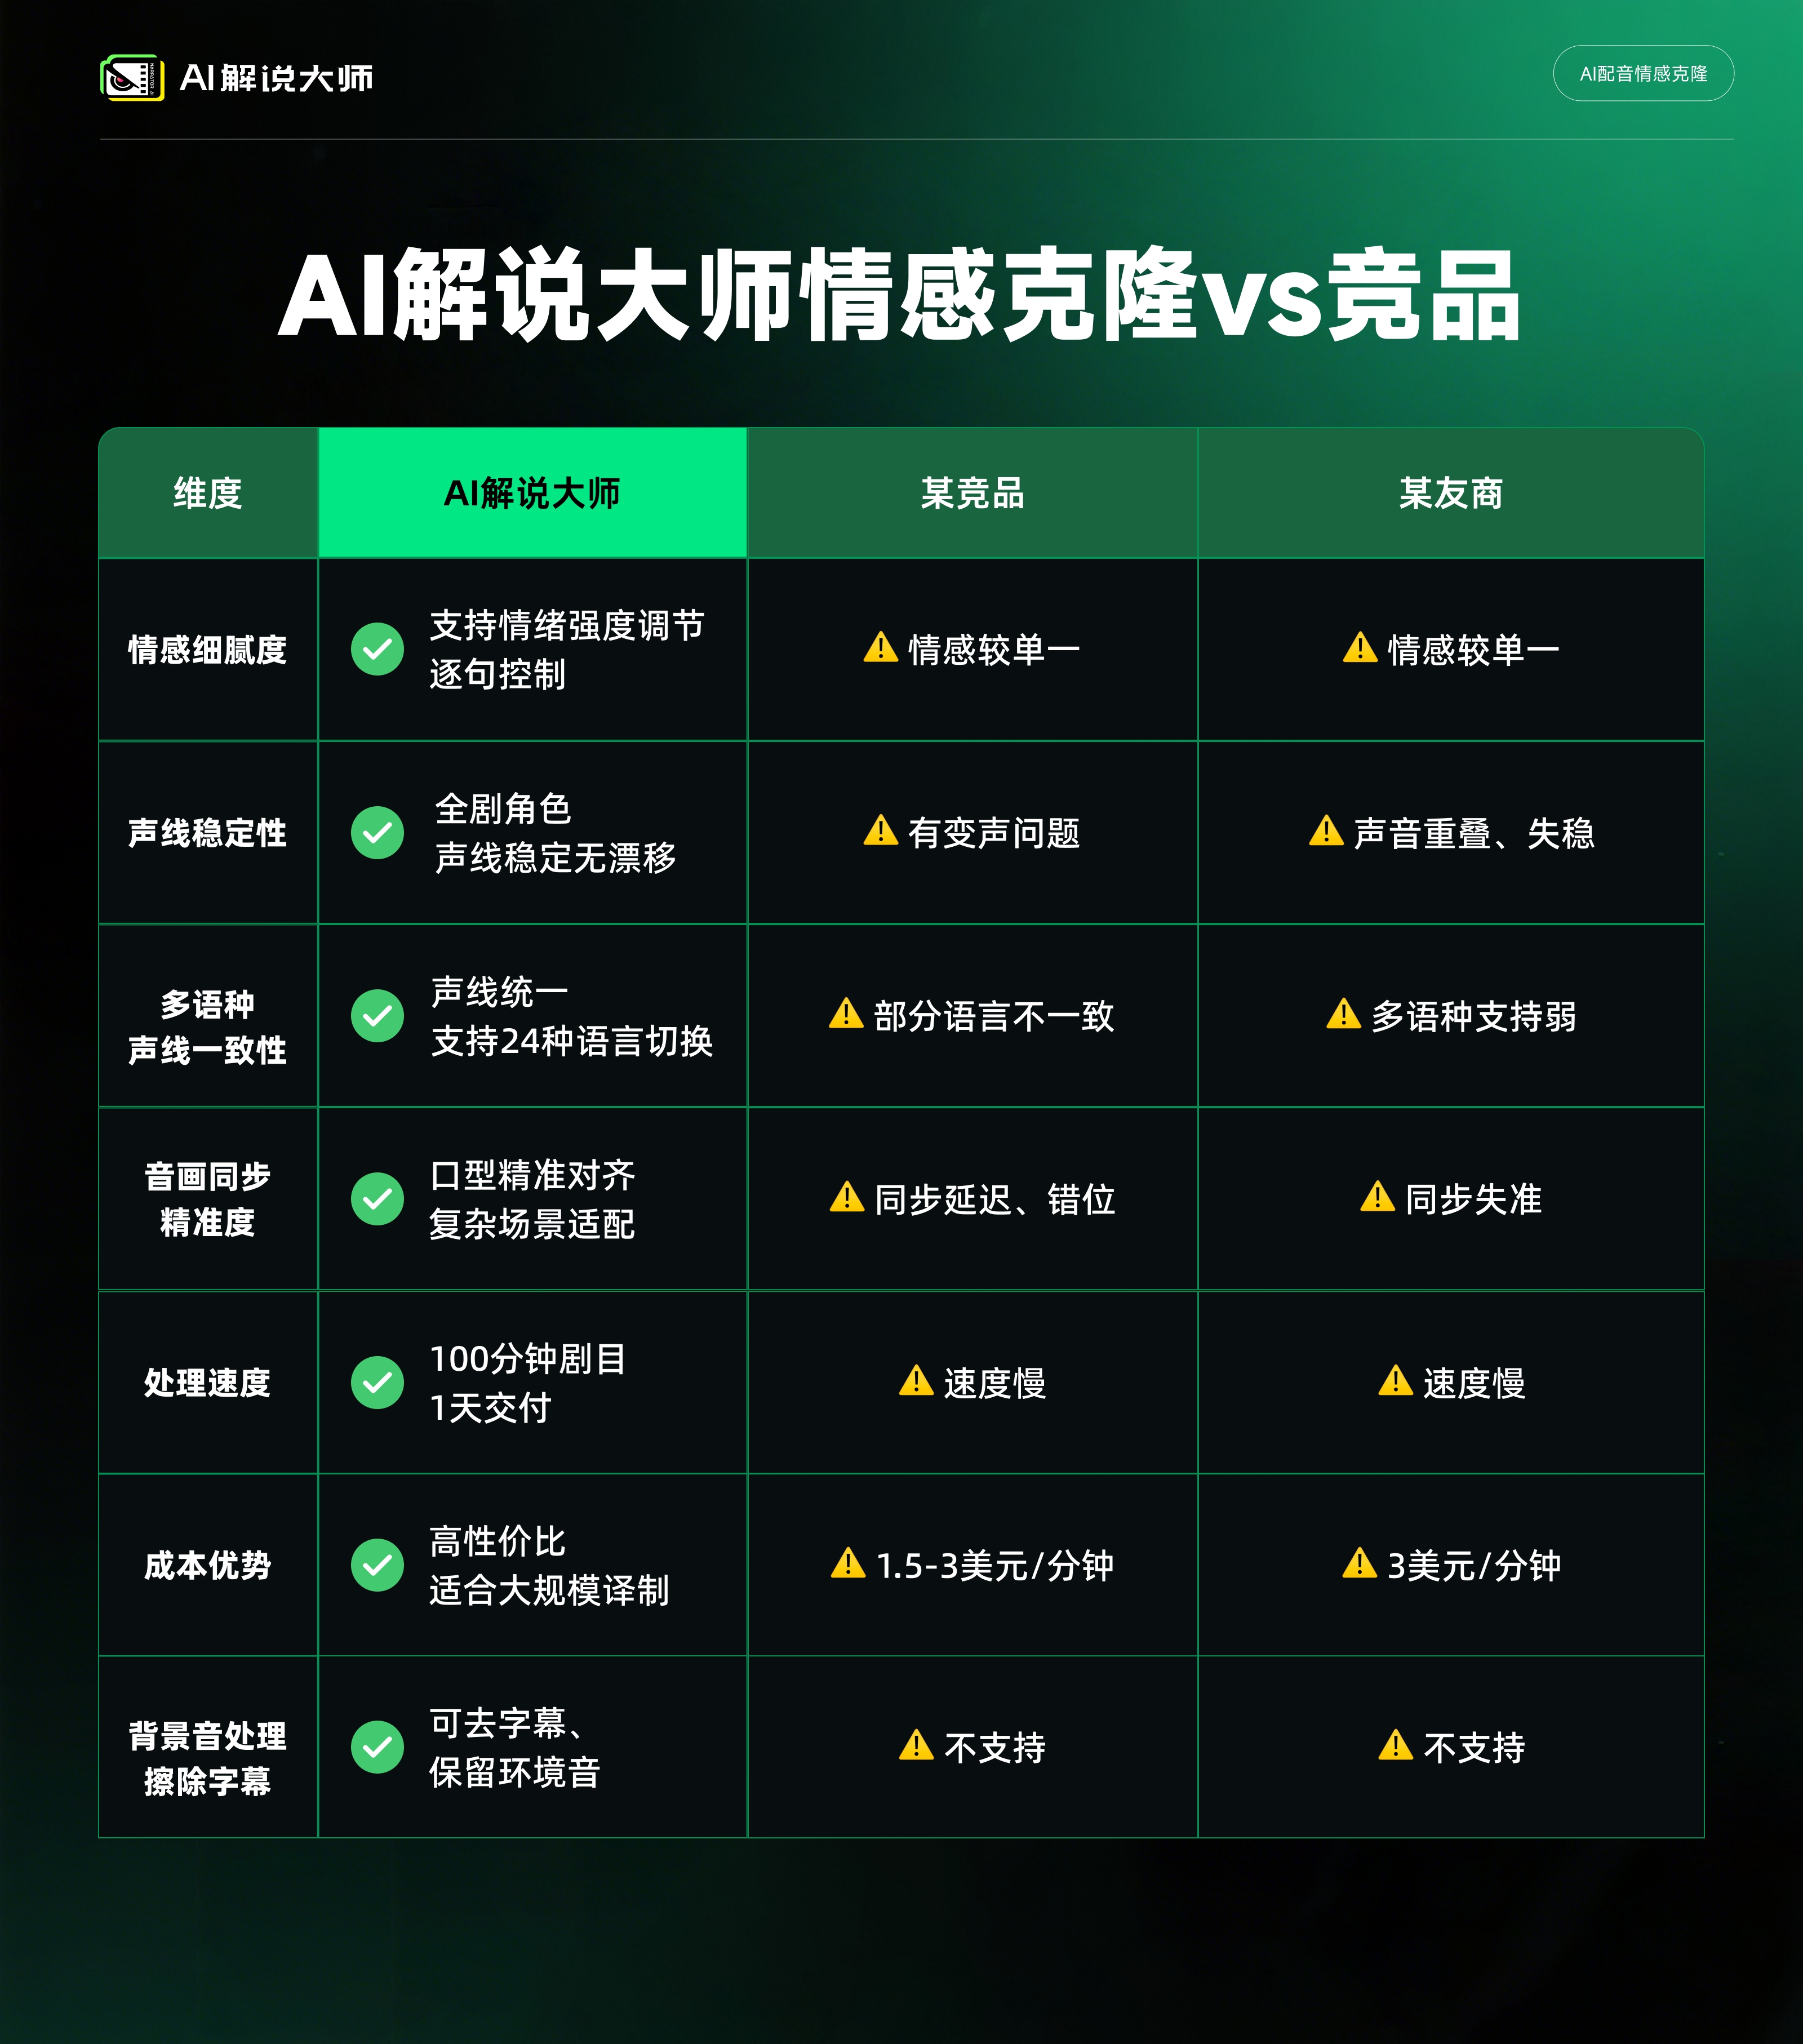 AI解说大师
AI配音情感克隆
AI解说大师情感克隆vs竞品
维度
AI解说大师
某竞品
某友商
情感细腻度
支持情绪强度调节
逐句控制
情感较单一
情感较单一
声线稳定性
全剧角色
声线稳定无漂移
有变声问题
声音重叠、失稳
多语种
声线一致性
声线统一
支持24种语言切换
部分语言不一致
多语种支持弱
音画同步
精准度
口型精准对齐
复杂场景适配
同步延迟、错位
同步失准
处理速度
100分钟剧目
1天交付
速度慢
速度慢
成本优势
高性价比
适合大规模译制
1.5-3美元/分钟
3美元/分钟
背景音处理
擦除字幕
可去字幕、
保留环境音
不支持
不支持